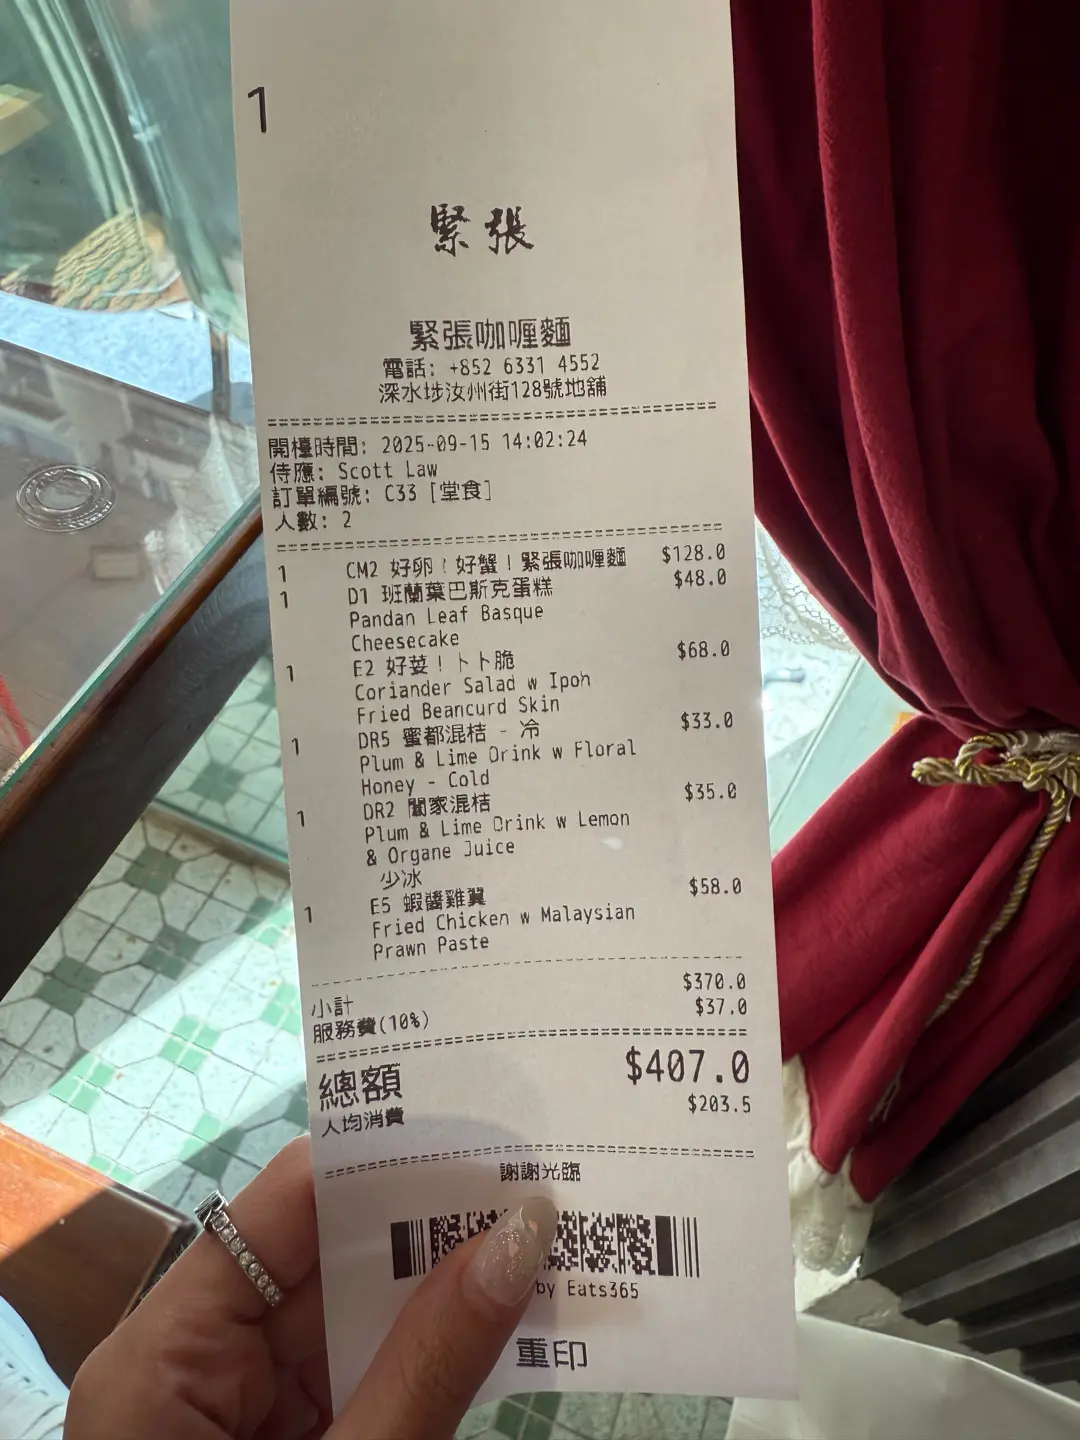 1
緊張
緊張咖喱麵
電話: +852 6331 4552
深水埗汝州街128號地舖
開檯時間: 2025-09-15 14:02:24
侍應: Scott Law
訂單編號: C33 [堂食]
人數: 2
1 CM2 好卵！好蟹！緊張咖喱麵 $128.0
1 D1 班蘭葉巴斯克蛋糕 $48.0
Pandan Leaf Basque
Cheesecake
1 E2 好荽！卜卜脆 $68.0
Coriander Salad w Ipoh
Fried Beancurd Skin
1 DR5 蜜都混桔 - 冷 $33.0
Plum & Lime Drink w Floral
Honey - Cold
1 DR2 闔家混桔 $35.0
Plum & Lime Drink w Lemon
& Organe Juice
少冰
1 E5 蝦醬雞翼 $58.0
Fried Chicken w Malaysian
Prawn Paste
小計 $370.0
服務費(10%) $37.0
總額 $407.0
人均消費 $203.5
謝謝光臨
by Eats365
重印